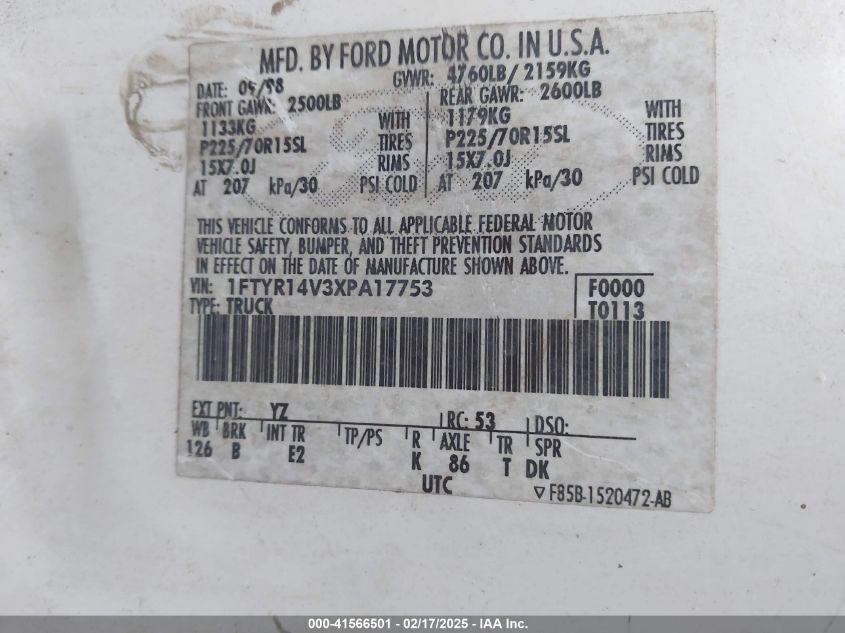 MFD. BY FORD MOTOR CO. IN U.S.A.
DATE: 09/98 GVWR: 4760LB/ 2159KG
FRONT GAWR: 2500LB REAR GAWR: 2600LB
1133KG WITH 1179KG WITH
P225/70R15SL TIRES P225/70R15SL TIRES
15X7.0J RIMS 15X7.0J RIMS
AT 207 kPa/30 PSI COLD AT 207 kPa/30 PSI COLD
THIS VEHICLE CONFORMS TO ALL APPLICABLE FEDERAL MOTOR
VEHICLE SAFETY, BUMPER, AND THEFT PREVENTION STANDARDS
IN EFFECT ON THE DATE OF MANUFACTURE SHOWN ABOVE.
VIN: 1FTYR14V3XPA17753 F0000
TYPE: TRUCK T0113
EXT PNT: YZ RC: 53 DSO:
WB BRK INT TR TP/PS R AXLE TR SPR
126 B E2 K 86 T DK
UTC ▽ F85B-1520472-AB
000-41566501 - 02/17/2025 - IAA Inc.